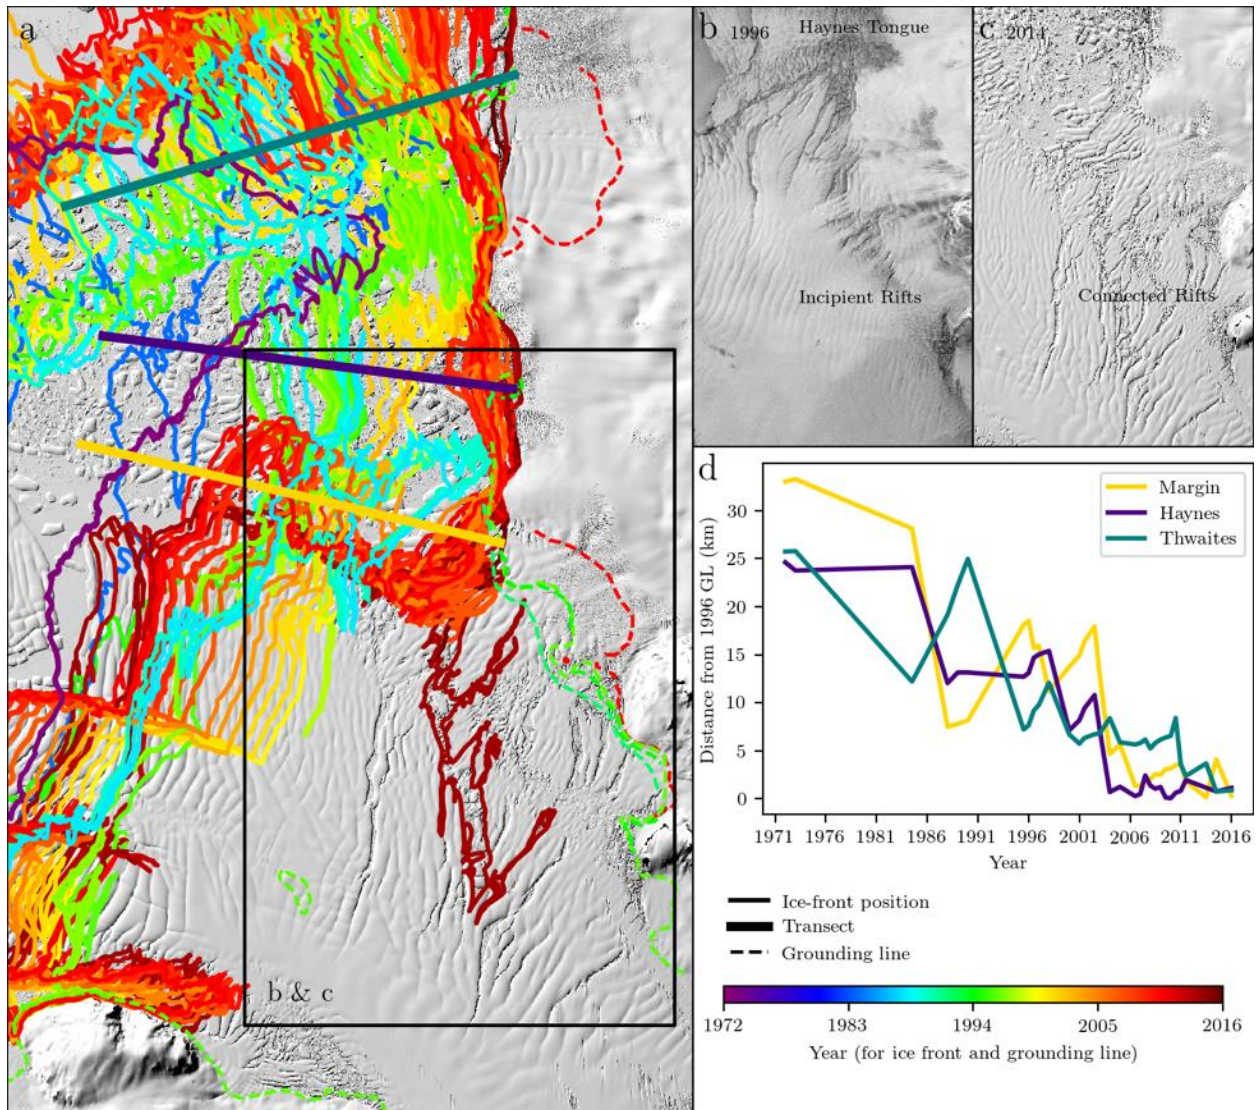 a
b 1996
Haynes Tongue
Incipient Rifts
c 2014
Connected Rifts
b & c
d
Distance from 1996 GL (km)
30
25
20
15
10
5
0
Margin
Haynes
Thwaites
1971 1976 1981 1986 1991 1996 2001 2006 2011 2016
Year
Ice-front position
Transect
Grounding line
1972 1983 1994 2005 2016
Year (for ice front and grounding line)